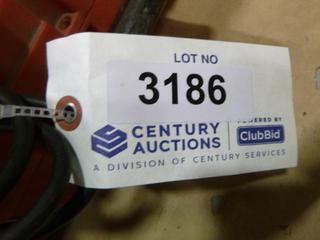 LOT NO
3186
CENTURY AUCTIONS
POWERED BY
ClubBid
A DIVISION OF CENTURY SERVICES